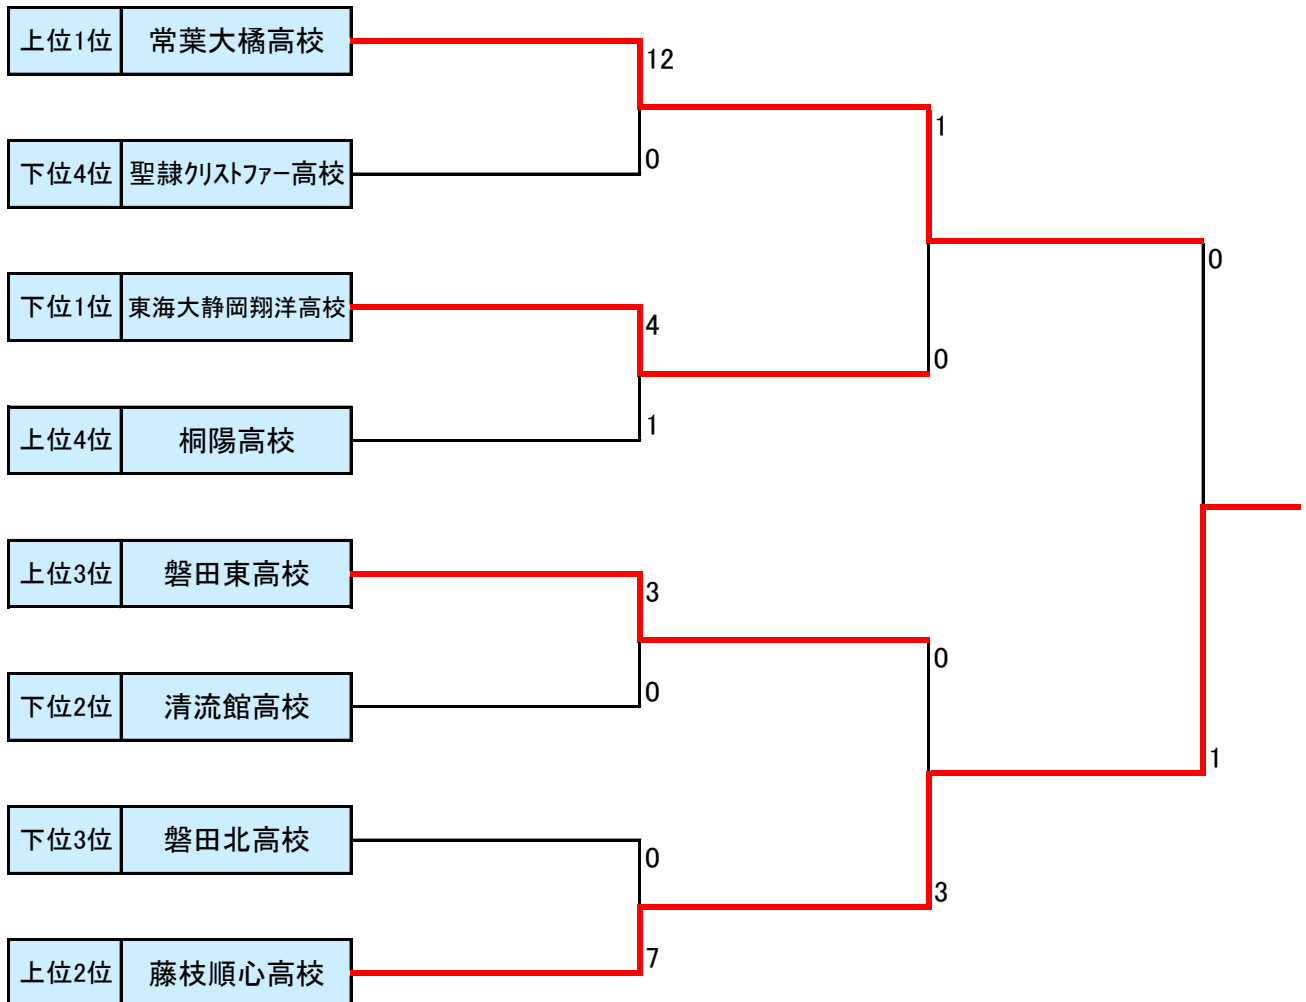 上位1位 常葉大橘高校
12
1
下位4位 聖隷クリストファー高校
0
0
下位1位 東海大静岡翔洋高校
4
0
上位4位 桐陽高校
1
上位3位 磐田東高校
3
0
下位2位 清流館高校
0
1
下位3位 磐田北高校
0
3
上位2位 藤枝順心高校
7